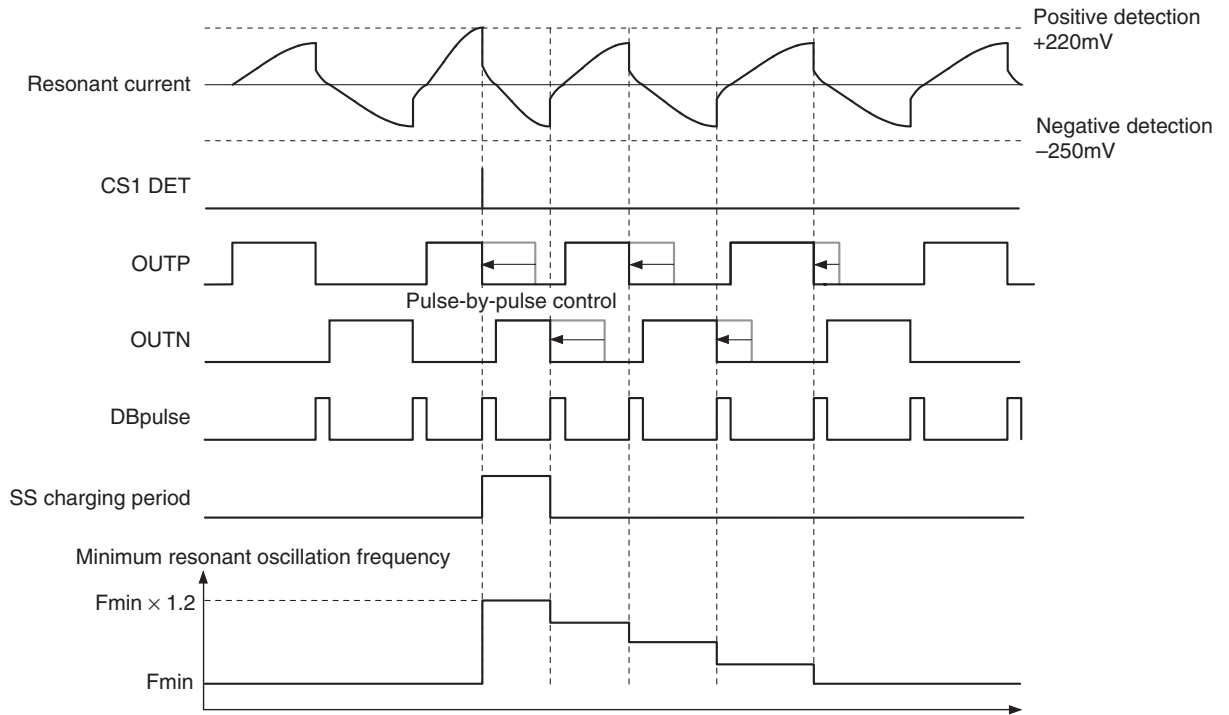 Positive detection
+220mV
Resonant current
Negative detection
–250mV
CS1 DET
OUTP
Pulse-by-pulse control
OUTN
DBpulse
SS charging period
Minimum resonant oscillation frequency
Fmin × 1.2
Fmin